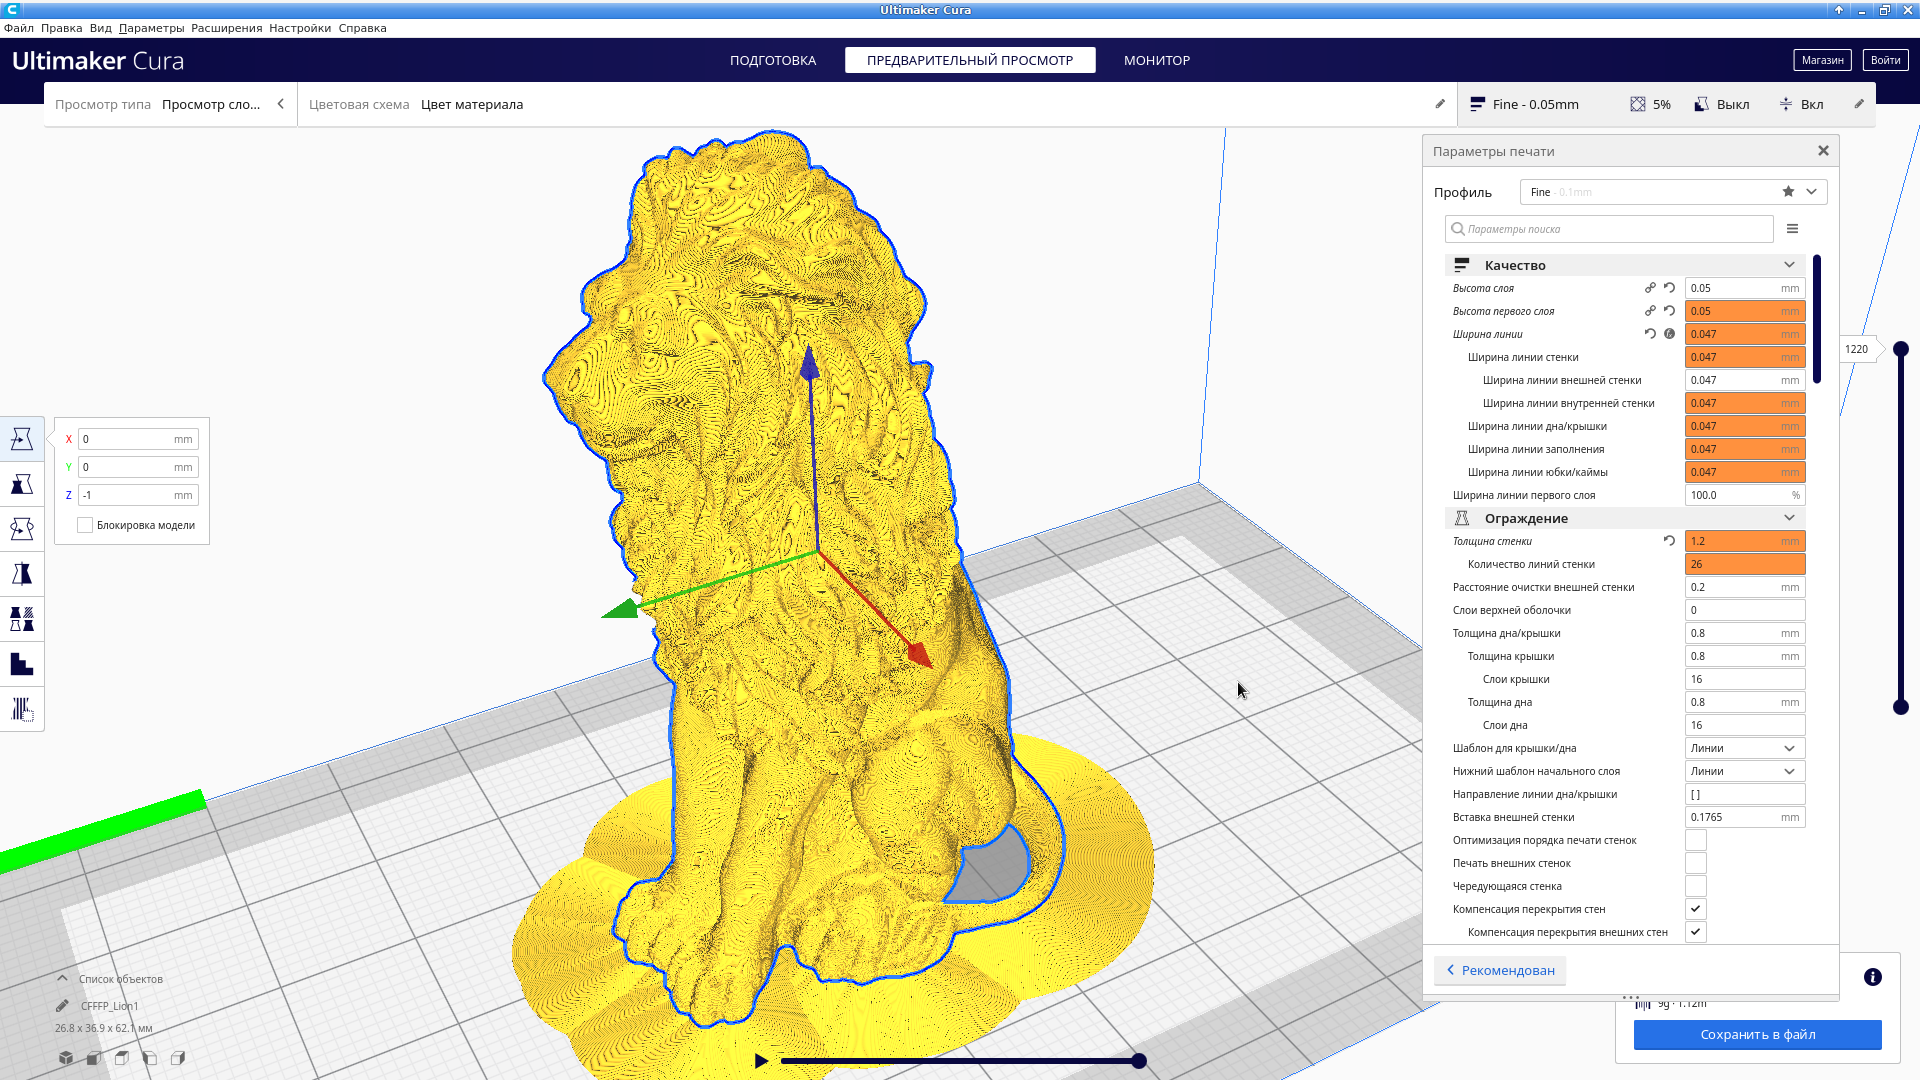 Ultimaker Cura
Файл Правка Вид Параметры Расширения Настройки Справка
Ultimaker Cura
ПОДГОТОВКА ПРЕДВАРИТЕЛЬНЫЙ ПРОСМОТР МОНИТОР Магазин Войти
Просмотр типа Просмотр сло... Цветовая схема Цвет материала Fine - 0.05mm 5% Выкл Вкл
Параметры печати
Профиль Fine - 0.1mm
Параметры поиска
Качество
Высота слоя 0.05 mm
Высота первого слоя 0.05 mm
Ширина линии 0.047 mm
Ширина линии стенки 0.047 mm
Ширина линии внешней стенки 0.047 mm
Ширина линии внутренней стенки 0.047 mm
Ширина линии дна/крышки 0.047 mm
Ширина линии заполнения 0.047 mm
Ширина линии юбки/каймы 0.047 mm
Ширина линии первого слоя 100.0 %
Ограждение
Толщина стенки 1.2 mm
Количество линий стенки 26
Расстояние очистки внешней стенки 0.2 mm
Слои верхней оболочки 0
Толщина дна/крышки 0.8 mm
Толщина крышки 0.8 mm
Слои крышки 16
Толщина дна 0.8 mm
Слои дна 16
Шаблон для крышки/дна Линии
Нижний шаблон начального слоя Линии
Направление линии дна/крышки [ ]
Вставка внешней стенки 0.1765 mm
Оптимизация порядка печати стенок
Печать внешних стенок
Чередующаяся стенка
Компенсация перекрытия стен
Компенсация перекрытия внешних стен
Рекомендован
1220
X 0 mm
Y 0 mm
Z -1 mm
Блокировка модели
Список объектов
CFFFP_Lion1
26.8 x 36.9 x 62.1 мм
9g · 1.12m
Сохранить в файл